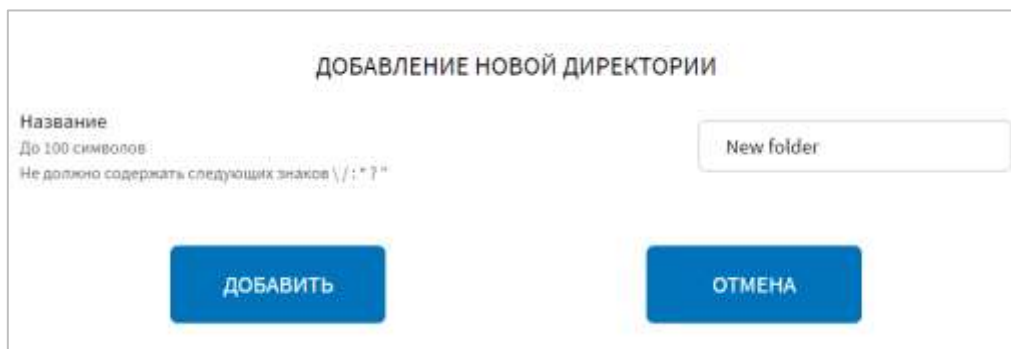 ДОБАВЛЕНИЕ НОВОЙ ДИРЕКТОРИИ
Название
До 100 символов
Не должно содержать следующих знаков \ / : * ? "
New folder
ДОБАВИТЬ
ОТМЕНА